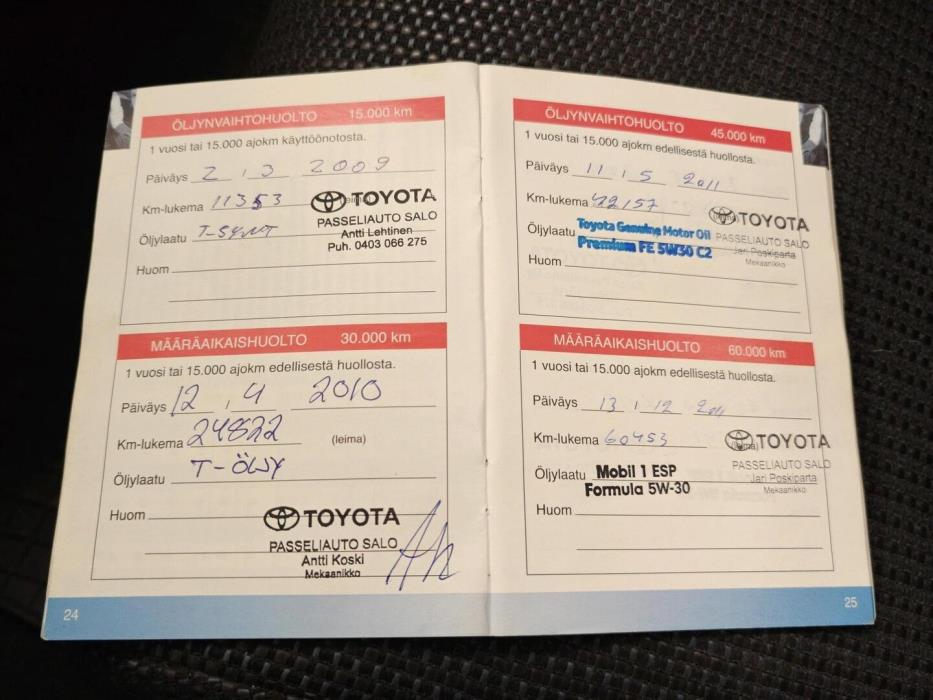 ÖLJYNVAIHTOHUOLTO 15.000 km
1 vuosi tai 15.000 ajokm käyttöönotosta.
Päiväys 2 . 3 2009
Km-lukema 11353
TOYOTA
PASSELIAUTO SALO
Öljylaatu T-SYNT
Antti Lehtinen
Puh. 0403 066 275
Huom
MÄÄRÄAIKAISHUOLTO 30.000 km
1 vuosi tai 15.000 ajokm edellisestä huollosta.
Päiväys 12 . 4 2010
Km-lukema 24822 (leima)
Öljylaatu T-ÖLJY
Huom
TOYOTA
PASSELIAUTO SALO
Antti Koski
Mekaanikko
24
ÖLJYNVAIHTOHUOLTO 45.000 km
1 vuosi tai 15.000 ajokm edellisestä huollosta.
Päiväys 11 . 5 2011
Km-lukema 42157
TOYOTA
Öljylaatu Toyota Genuine Motor Oil
Premium FE 5W30 C2
PASSELIAUTO SALO
Jari Poskiparta
Mekaanikko
Huom
MÄÄRÄAIKAISHUOLTO 60.000 km
1 vuosi tai 15.000 ajokm edellisestä huollosta.
Päiväys 13 . 12 2011
Km-lukema 60453 (leima)
TOYOTA
PASSELIAUTO SALO
Jari Poskiparta
Mekaanikko
Öljylaatu Mobil 1 ESP
Formula 5W-30
Huom
25